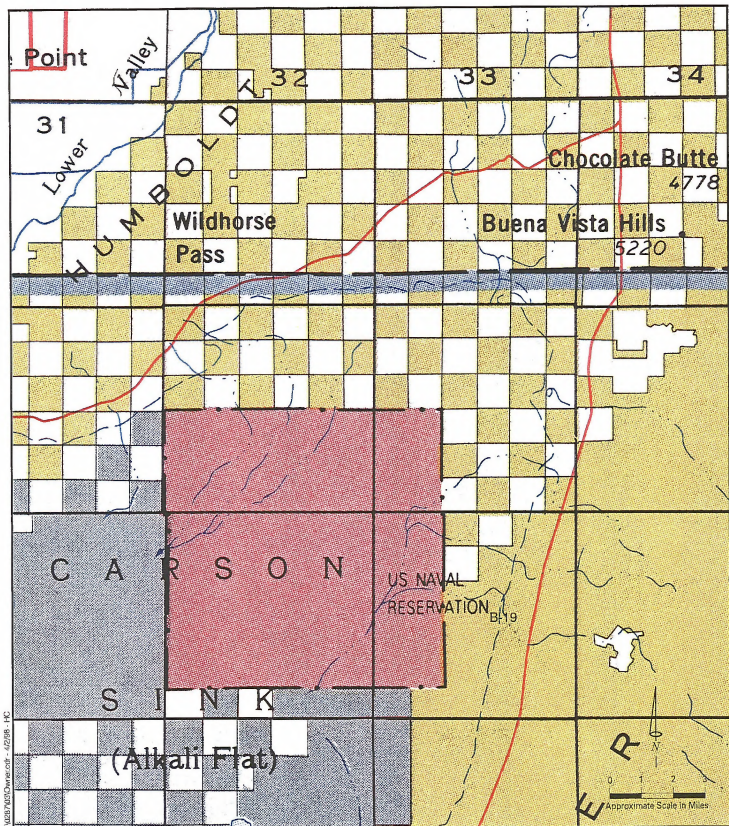 Point
Valley
32
33
34
31
Lower
HUMBOLDT
Chocolate Butte
4778
Wildhorse
Pass
Buena Vista Hills
5220
CARSON
US NAVAL
RESERVATION
B-19
SINK
(Alkali Flat)
E R
N
0 1 2 3
Approximate Scale in Miles